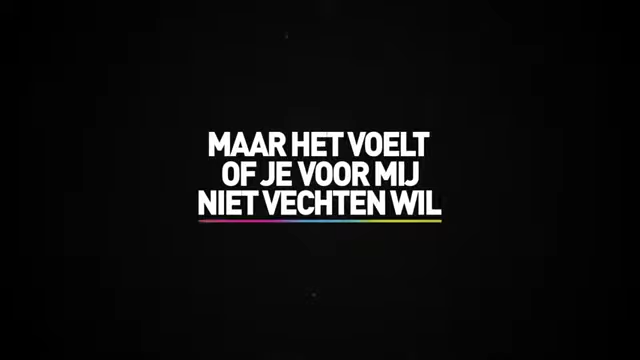 MAAR HET VOELT
OF JE VOOR MIJ
NIET VECHTEN WIL